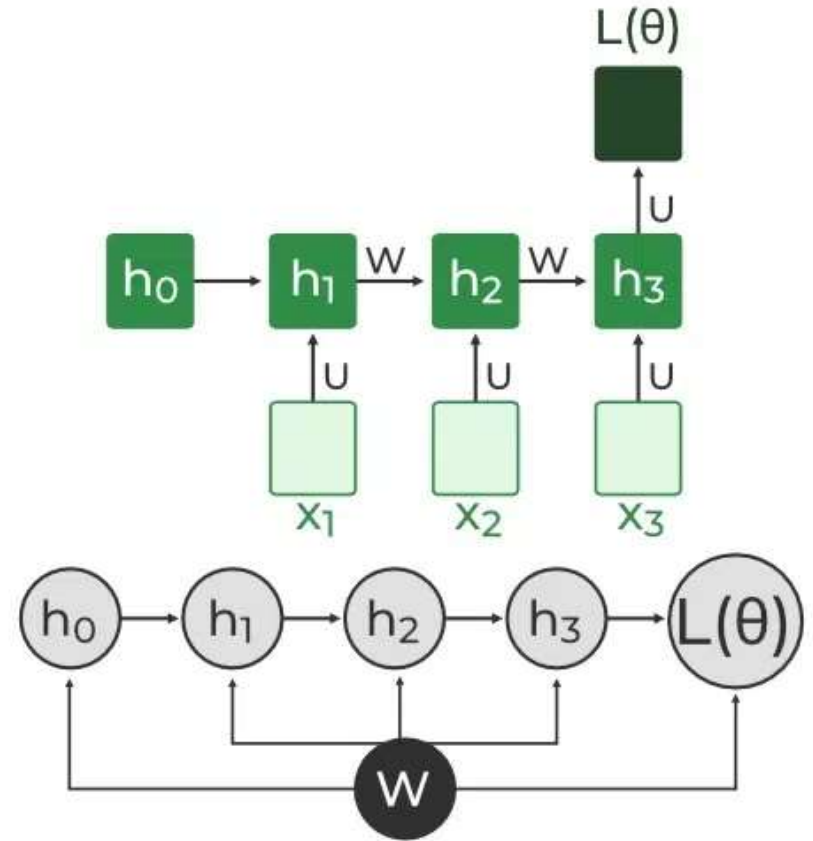 L(θ)
U
h₀ h₁ W h₂ W h₃
U U U
x₁ x₂ x₃
h₀ h₁ h₂ h₃ L(θ)
W